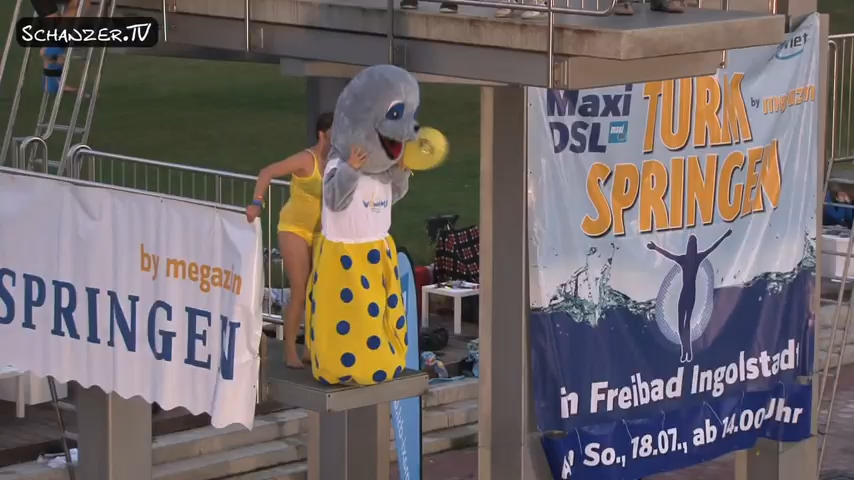 SCHANZER.TV
by megazin
SPRINGEN
Maxi
DSL
TURM
by megazin
SPRINGEN
in Freibad Ingolstadt
So., 18.07., ab 14.00 Uhr